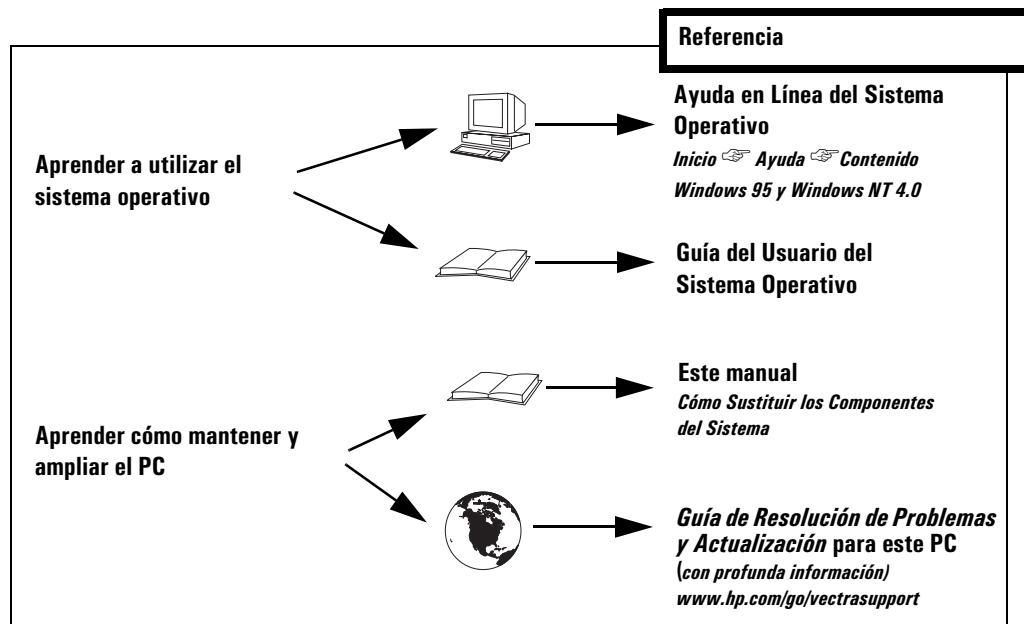 Referencia
Aprender a utilizar el
sistema operativo
Ayuda en Línea del Sistema
Operativo
Inicio ☞ Ayuda ☞ Contenido
Windows 95 y Windows NT 4.0
Guía del Usuario del
Sistema Operativo
Aprender cómo mantener y
ampliar el PC
Este manual
Cómo Sustituir los Componentes
del Sistema
Guía de Resolución de Problemas
y Actualización para este PC
(con profunda información)
www.hp.com/go/vectrasupport